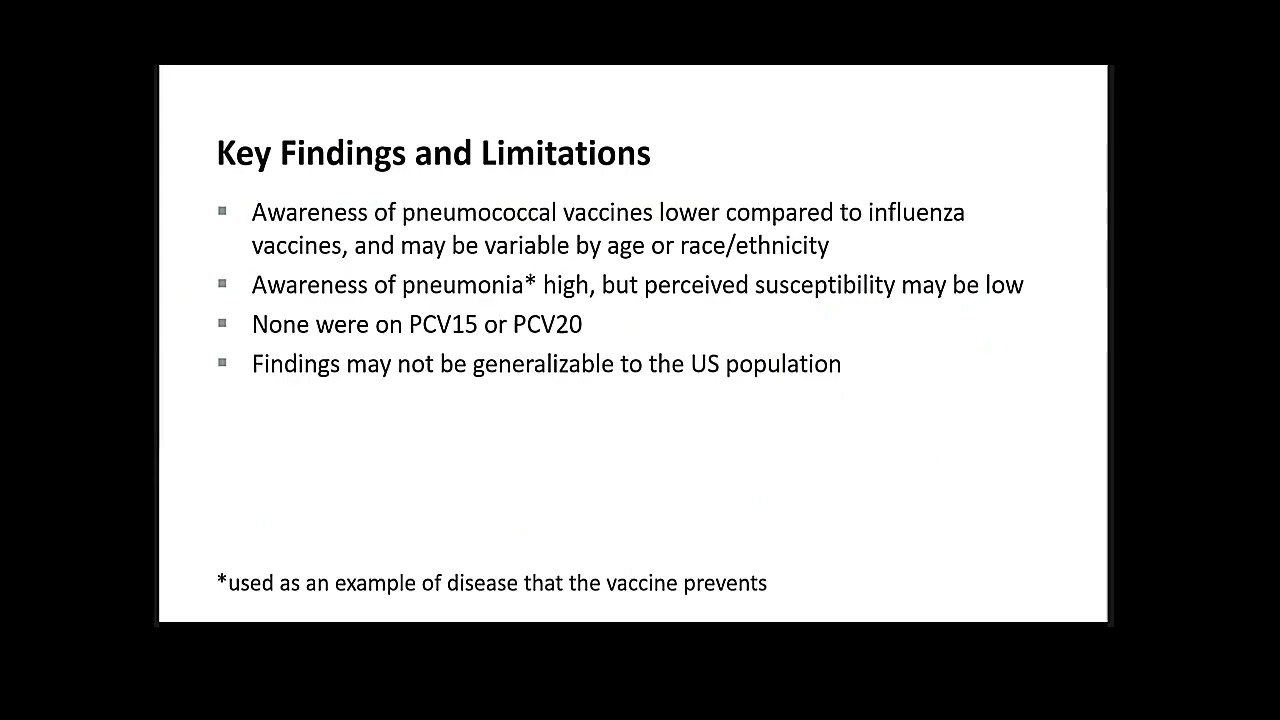 Key Findings and Limitations
▪ Awareness of pneumococcal vaccines lower compared to influenza
vaccines, and may be variable by age or race/ethnicity
▪ Awareness of pneumonia* high, but perceived susceptibility may be low
▪ None were on PCV15 or PCV20
▪ Findings may not be generalizable to the US population
*used as an example of disease that the vaccine prevents